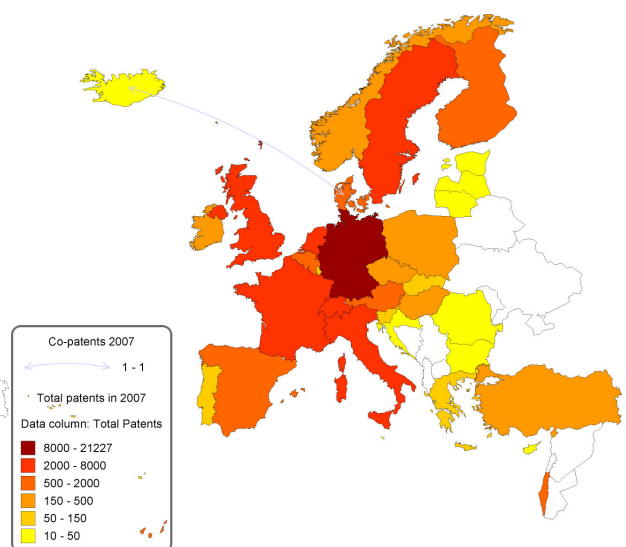 Co-patents 2007
1 - 1
Total patents in 2007
Data column: Total Patents
8000 - 21227
2000 - 8000
500 - 2000
150 - 500
50 - 150
10 - 50